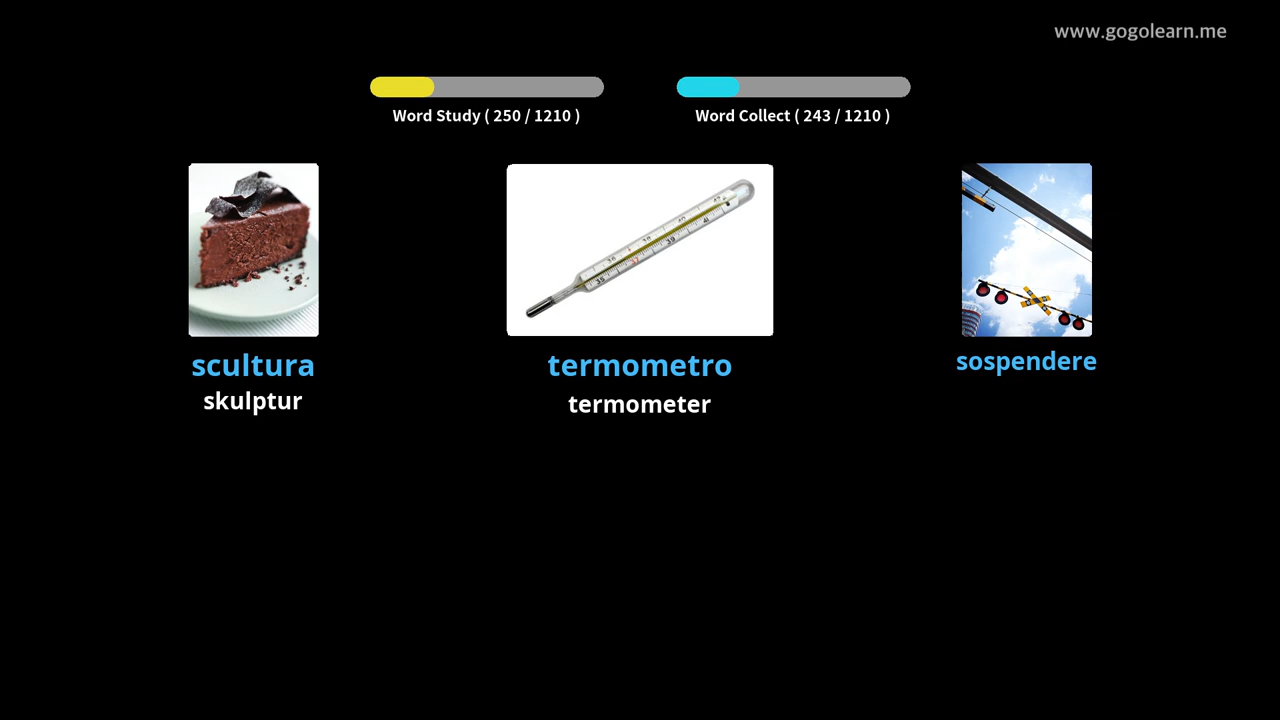 www.gogolearn.me
Word Study ( 250 / 1210 )
Word Collect ( 243 / 1210 )
scultura
skulptur
termometro
termometer
sospendere